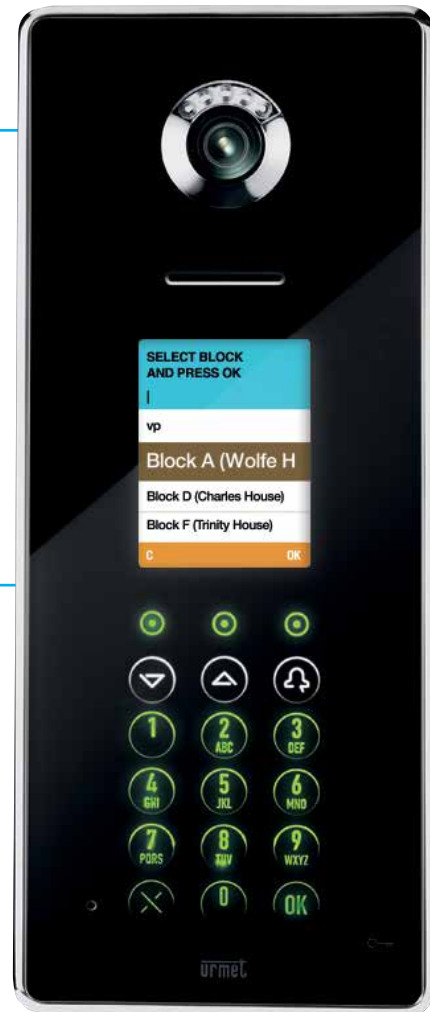 SELECT BLOCK
AND PRESS OK
vp
Block A (Wolfe H
Block D (Charles House)
Block F (Trinity House)
C OK
1 2 3
ABC DEF
4 5 6
GHI JKL MNO
7 8 9
PQRS TUV WXYZ
0 OK
urmet